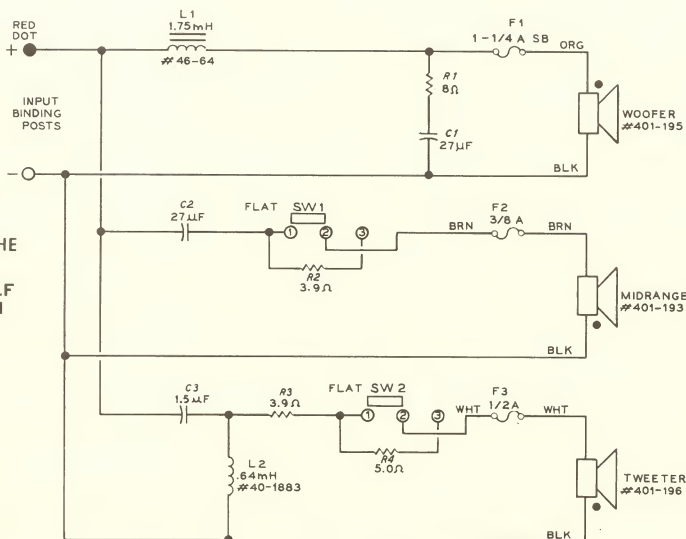 RED
DOT
+
L1
1.75mH
#46-64
F1
1-1/4 A SB
ORG
R1
8Ω
C1
27µF
WOOFER
#401-195
INPUT
BINDING
POSTS
−
BLK
C2
27µF
FLAT SW1
1 2 3
R2
3.9Ω
BRN
F2
3/8 A
BRN
HE
LF
MIDRANGE
#401-193
BLK
C3
1.5µF
R3
3.9Ω
FLAT SW2
1 2 3
R4
5.0Ω
WHT
F3
1/2A
WHT
L2
.64mH
#40-1883
TWEETER
#401-196
BLK